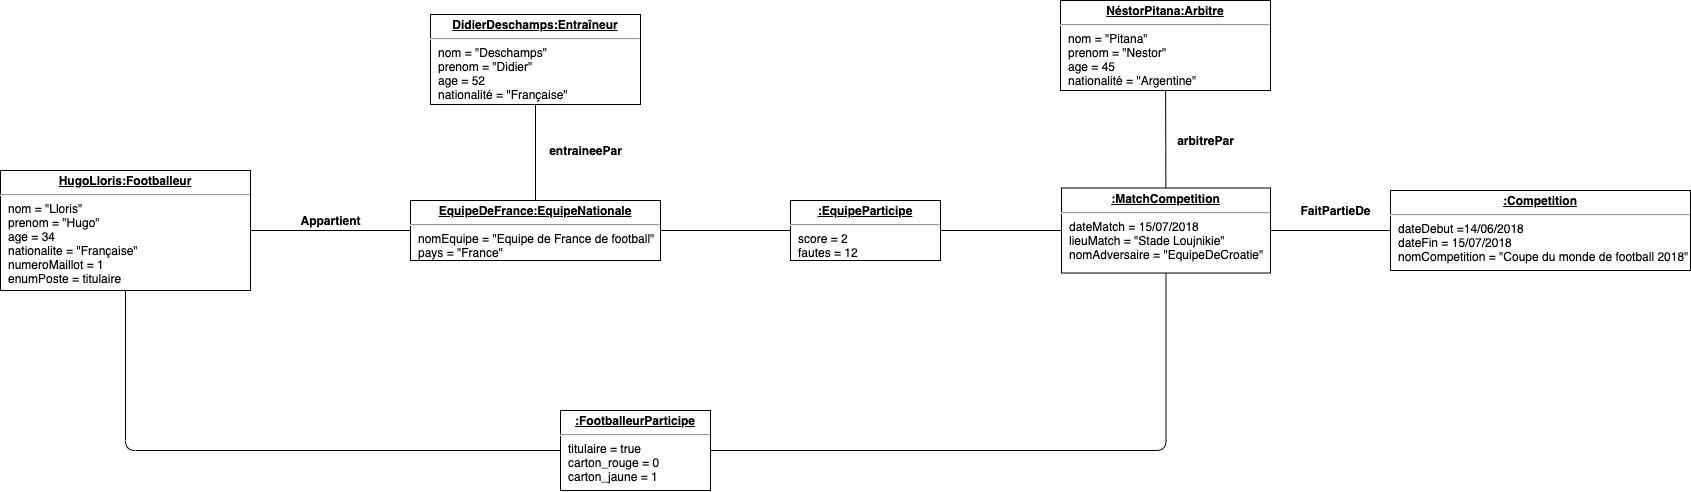 DidierDeschamps:Entraîneur
nom = "Deschamps"
prenom = "Didier"
age = 52
nationalité = "Française"
NéstorPitana:Arbitre
nom = "Pitana"
prenom = "Nestor"
age = 45
nationalité = "Argentine"
entraineePar
arbitrePar
HugoLloris:Footballeur
nom = "Lloris"
prenom = "Hugo"
age = 34
nationalite = "Française"
numeroMaillot = 1
enumPoste = titulaire
Appartient
EquipeDeFrance:EquipeNationale
nomEquipe = "Equipe de France de football"
pays = "France"
:EquipeParticipe
score = 2
fautes = 12
:MatchCompetition
dateMatch = 15/07/2018
lieuMatch = "Stade Loujnikie"
nomAdversaire = "EquipeDeCroatie"
FaitPartieDe
:Competition
dateDebut =14/06/2018
dateFin = 15/07/2018
nomCompetition = "Coupe du monde de football 2018"
:FootballeurParticipe
titulaire = true
carton_rouge = 0
carton_jaune = 1